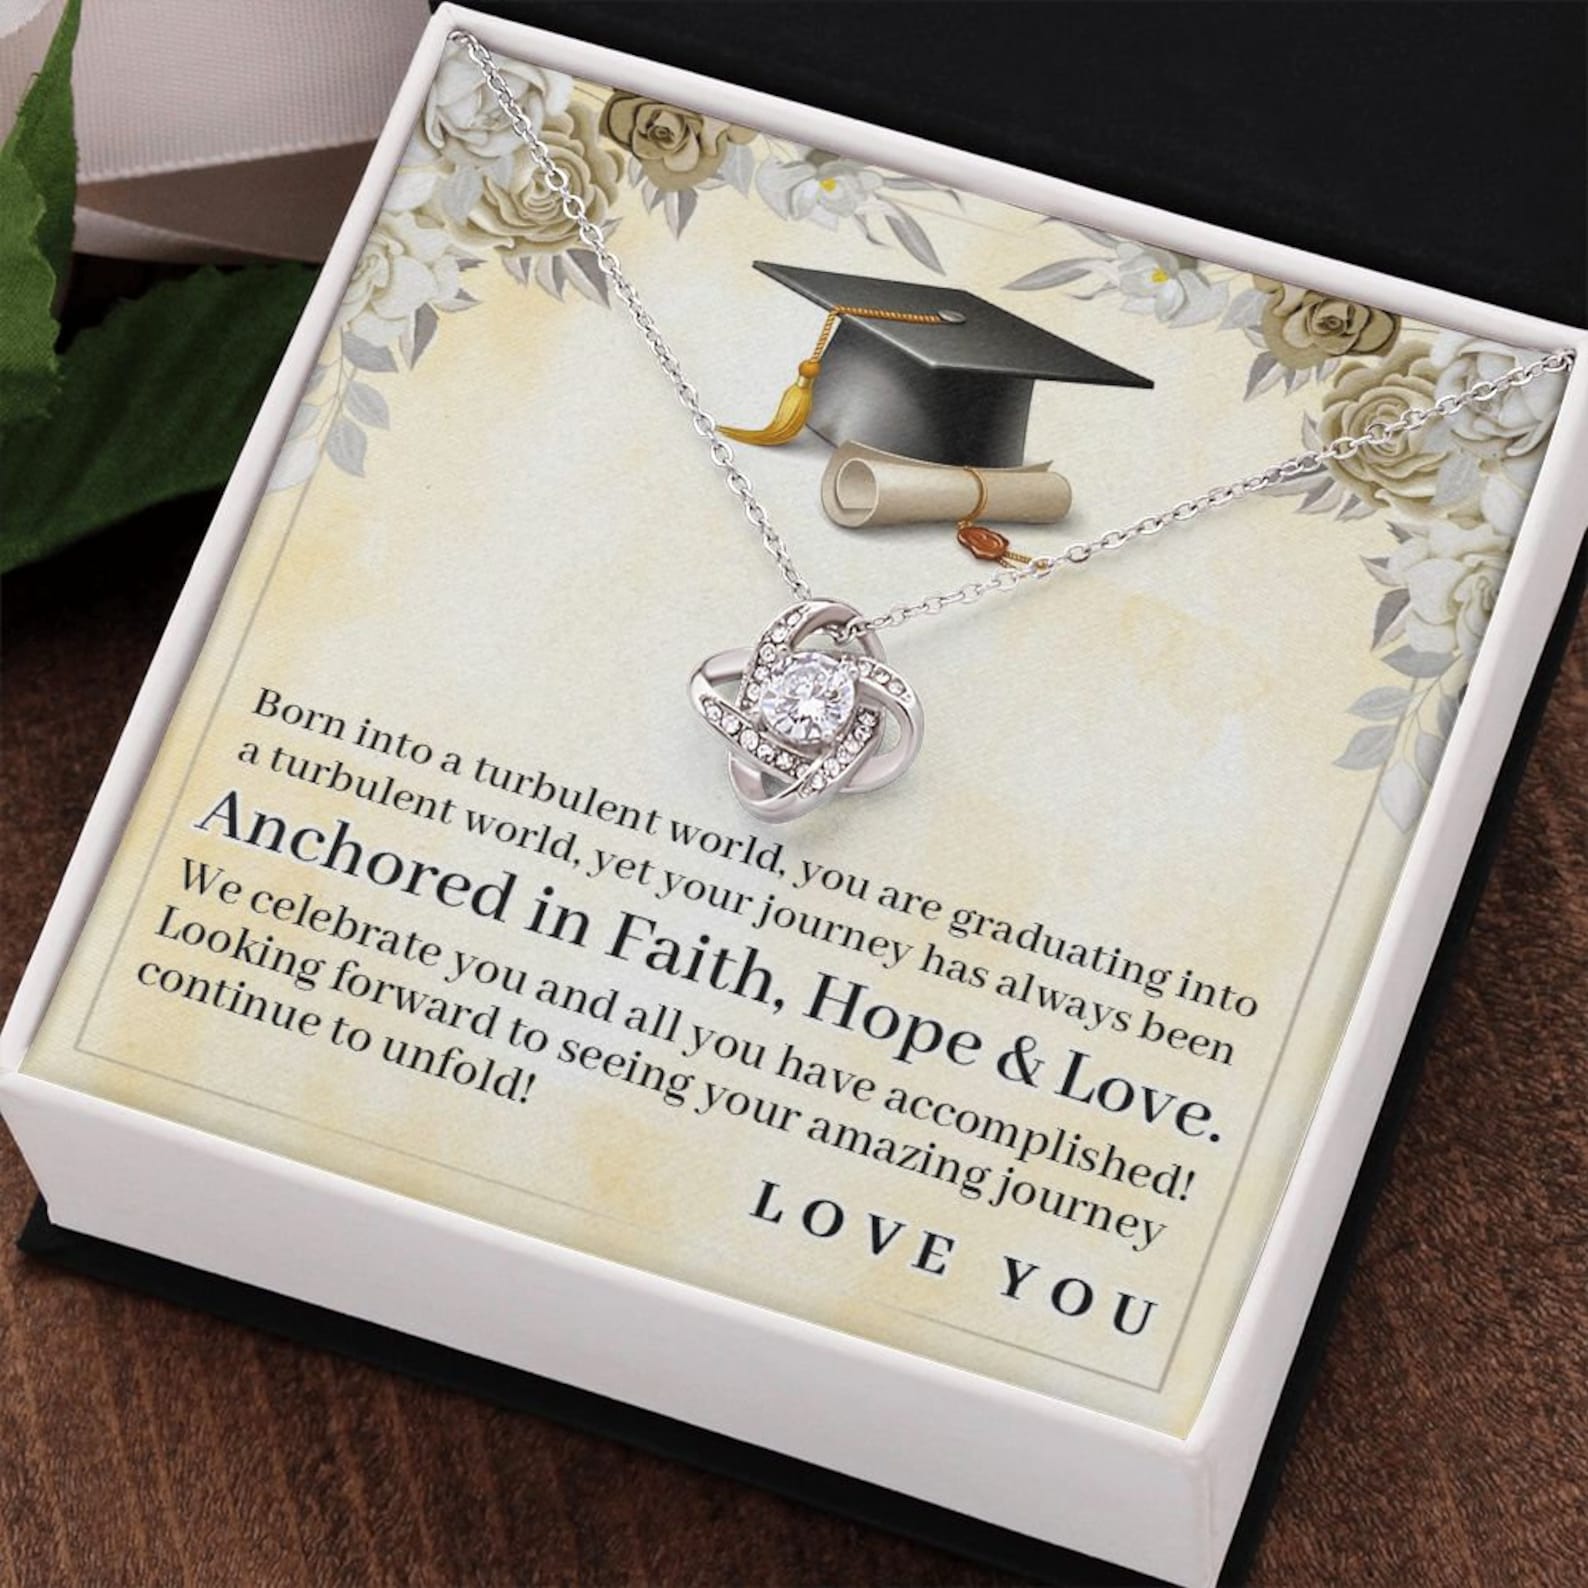 Born into a turbulent world, you are graduating into
a turbulent world, yet your journey has always been
Anchored in Faith, Hope & Love.
We celebrate you and all you have accomplished!
Looking forward to seeing your amazing journey
continue to unfold!
LOVE YOU